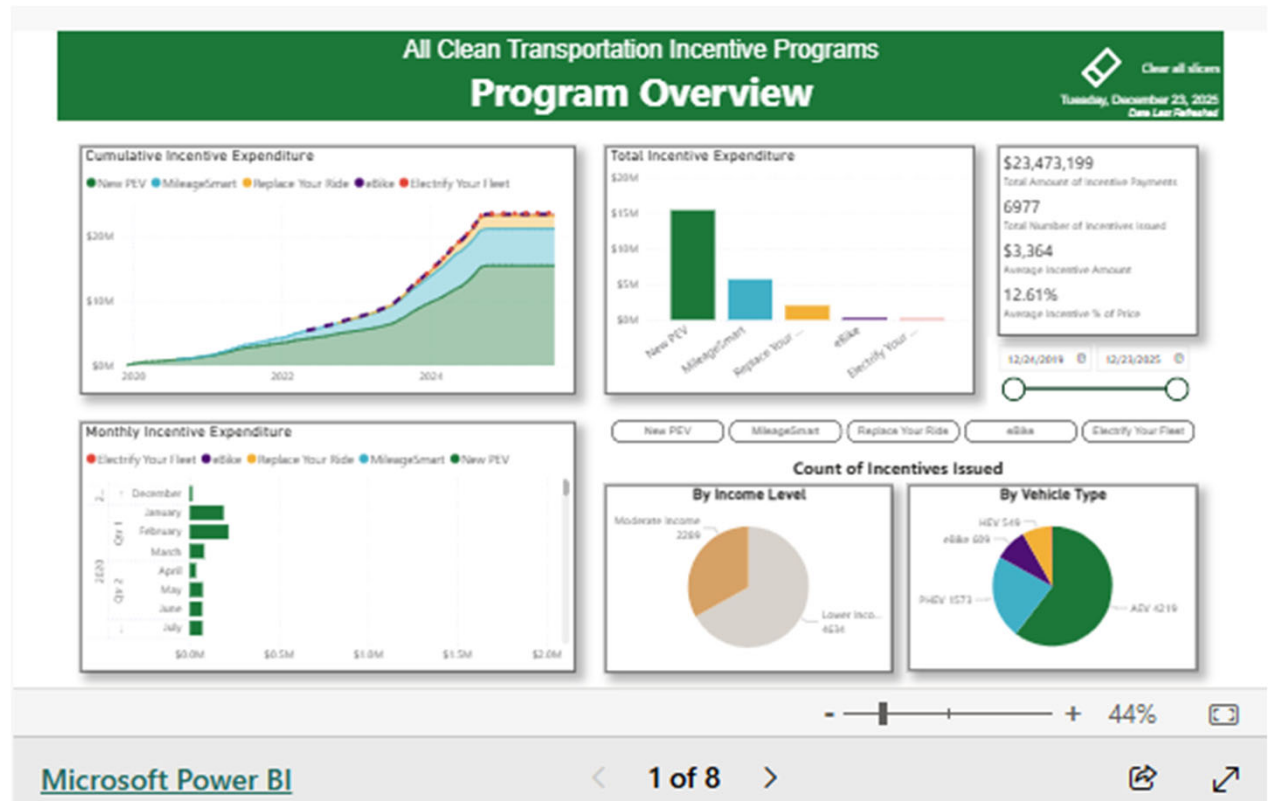 All Clean Transportation Incentive Programs
Program Overview
Clear all slicers
Tuesday, December 23, 2025
Date Last Refreshed
Cumulative Incentive Expenditure
New PEV MileageSmart Replace Your Ride eBike Electrify Your Fleet
$20M
$10M
$0M
2020 2022 2024
Total Incentive Expenditure
$20M
$15M
$10M
$5M
$0M
New PEV MileageSmart Replace Your ... eBike Electrify Your ...
$23,473,199
Total Amount of Incentive Payments
6977
Total Number of Incentives Issued
$3,364
Average Incentive Amount
12.61%
Average Incentive % of Price
12/24/2019 12/23/2025
Monthly Incentive Expenditure
Electrify Your Fleet eBike Replace Your Ride MileageSmart New PEV
2... December
2020
Qtr 1
January
February
March
Qtr 2
April
May
June
... July
$0.0M $0.5M $1.0M $1.5M $2.0M
New PEV MileageSmart Replace Your Ride eBike Electrify Your Fleet
Count of Incentives Issued
By Income Level
Moderate Income
2289
Lower Inco...
4634
By Vehicle Type
HEV 549
eBike 609
PHEV 1573
AEV 4219
- + 44%
Microsoft Power BI
1 of 8